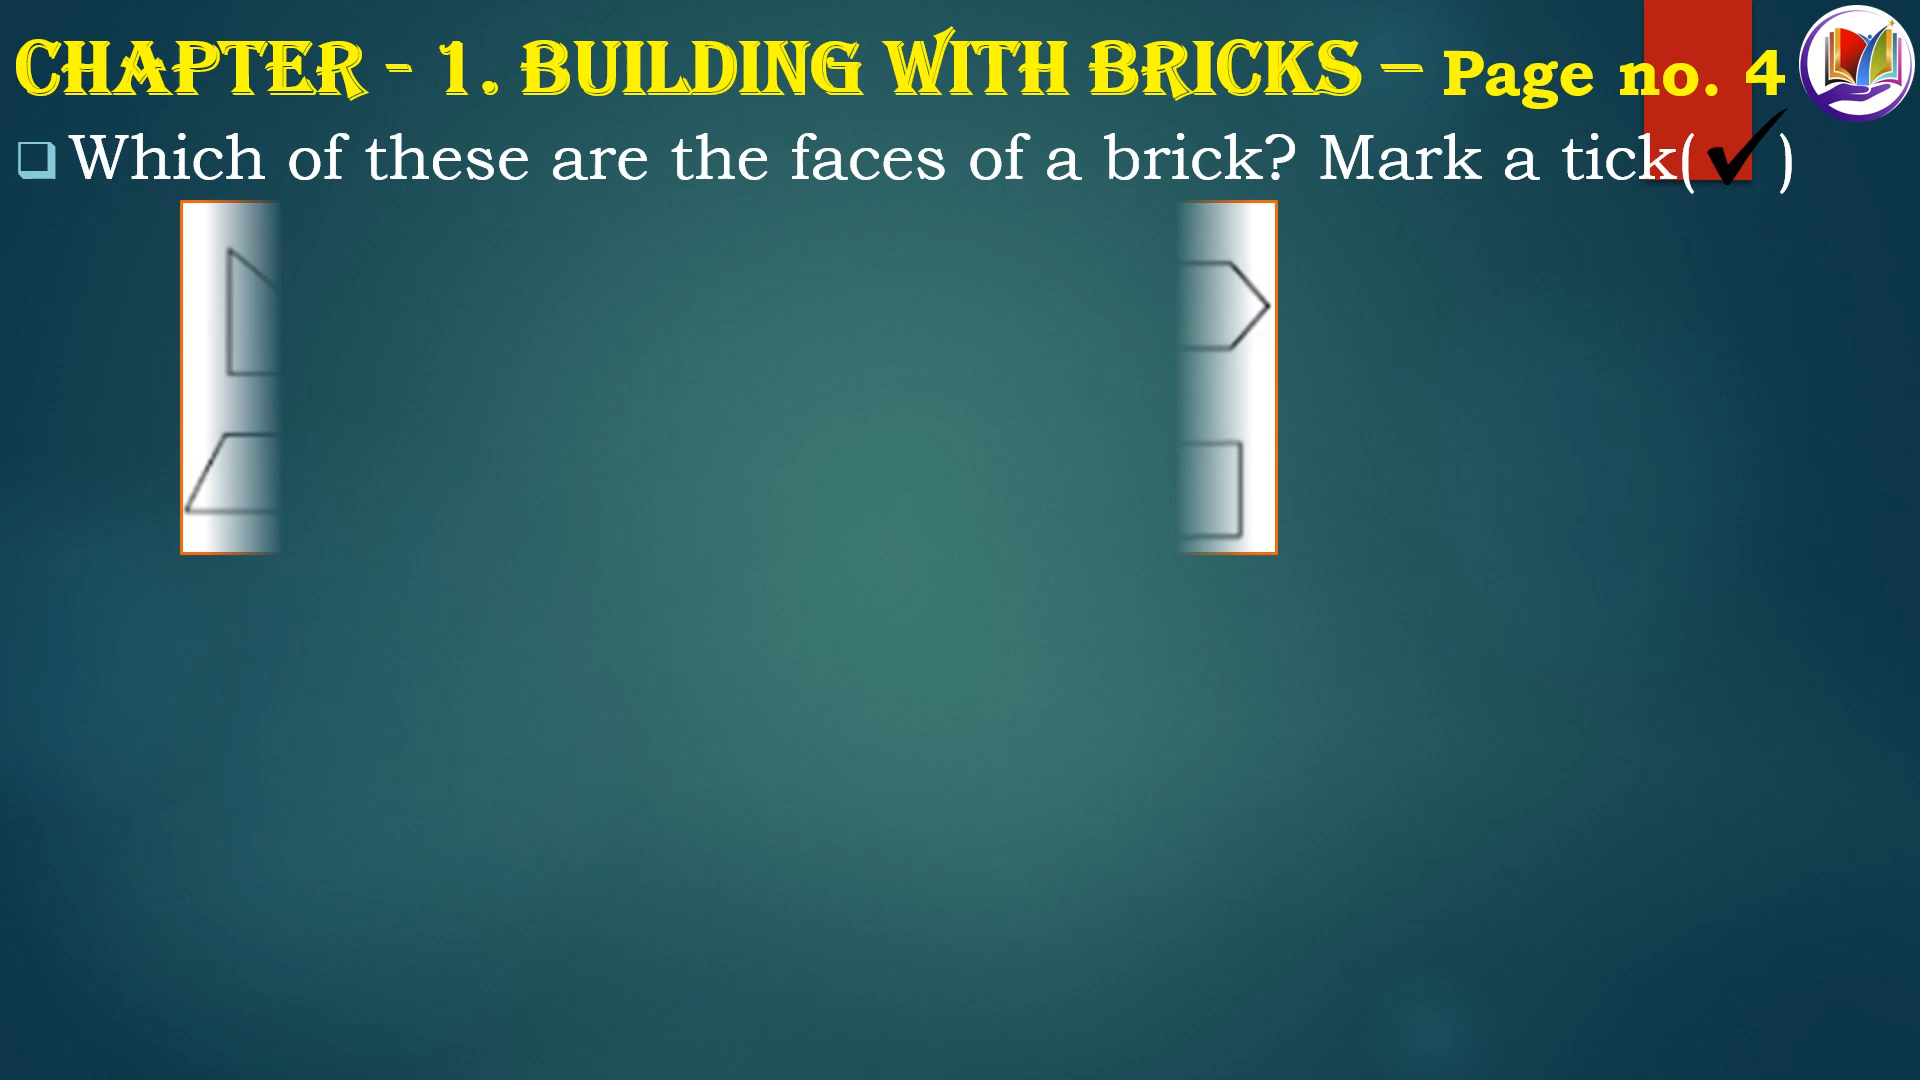 CHAPTER - 1. BUILDING WITH BRICKS – Page no. 4
Which of these are the faces of a brick? Mark a tick(✓)